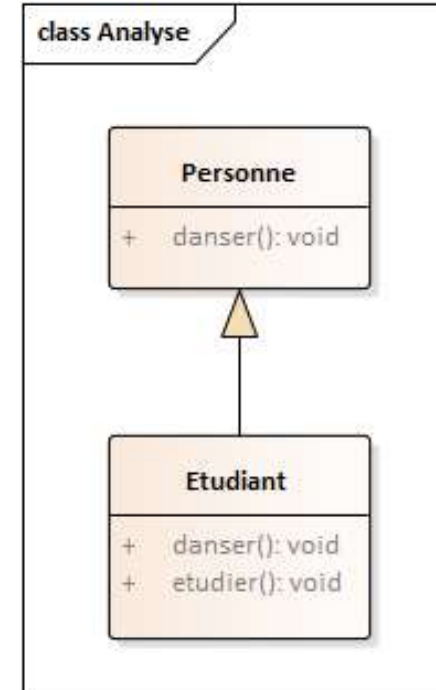 class Analyse
Personne
+ danser(): void
Etudiant
+ danser(): void
+ etudier(): void